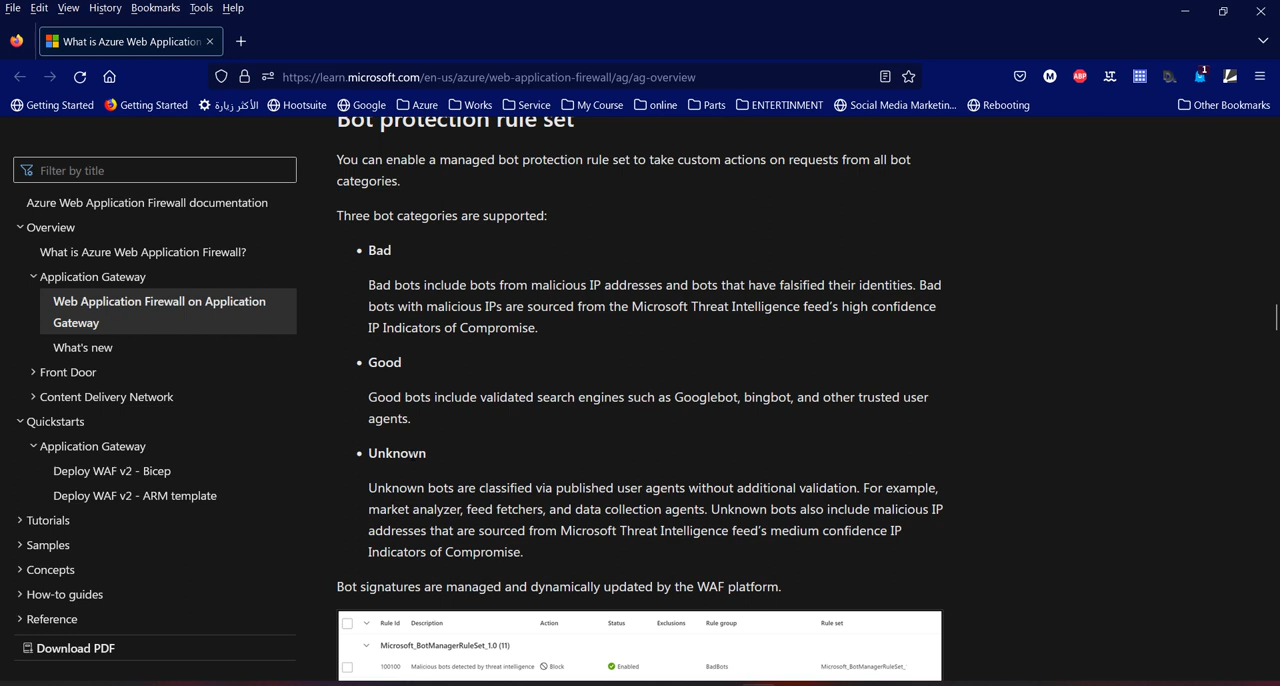 File Edit View History Bookmarks Tools Help
What is Azure Web Application
https://learn.microsoft.com/en-us/azure/web-application-firewall/ag/ag-overview
M ABP 1
Getting Started Getting Started الأكثر زيارة Hootsuite Google Azure Works Service My Course online Parts ENTERTINMENT Social Media Marketin... Rebooting Other Bookmarks
Filter by title
Azure Web Application Firewall documentation
Overview
What is Azure Web Application Firewall?
Application Gateway
Web Application Firewall on Application
Gateway
What's new
Front Door
Content Delivery Network
Quickstarts
Application Gateway
Deploy WAF v2 - Bicep
Deploy WAF v2 - ARM template
Tutorials
Samples
Concepts
How-to guides
Reference
Download PDF
Bot protection rule set
You can enable a managed bot protection rule set to take custom actions on requests from all bot
categories.
Three bot categories are supported:
• Bad
Bad bots include bots from malicious IP addresses and bots that have falsified their identities. Bad
bots with malicious IPs are sourced from the Microsoft Threat Intelligence feed's high confidence
IP Indicators of Compromise.
• Good
Good bots include validated search engines such as Googlebot, bingbot, and other trusted user
agents.
• Unknown
Unknown bots are classified via published user agents without additional validation. For example,
market analyzer, feed fetchers, and data collection agents. Unknown bots also include malicious IP
addresses that are sourced from Microsoft Threat Intelligence feed's medium confidence IP
Indicators of Compromise.
Bot signatures are managed and dynamically updated by the WAF platform.
Rule Id Description Action Status Exclusions Rule group Rule set
Microsoft_BotManagerRuleSet_1.0 (11)
100100 Malicious bots detected by threat intelligence Block Enabled BadBots Microsoft_BotManagerRuleSet_